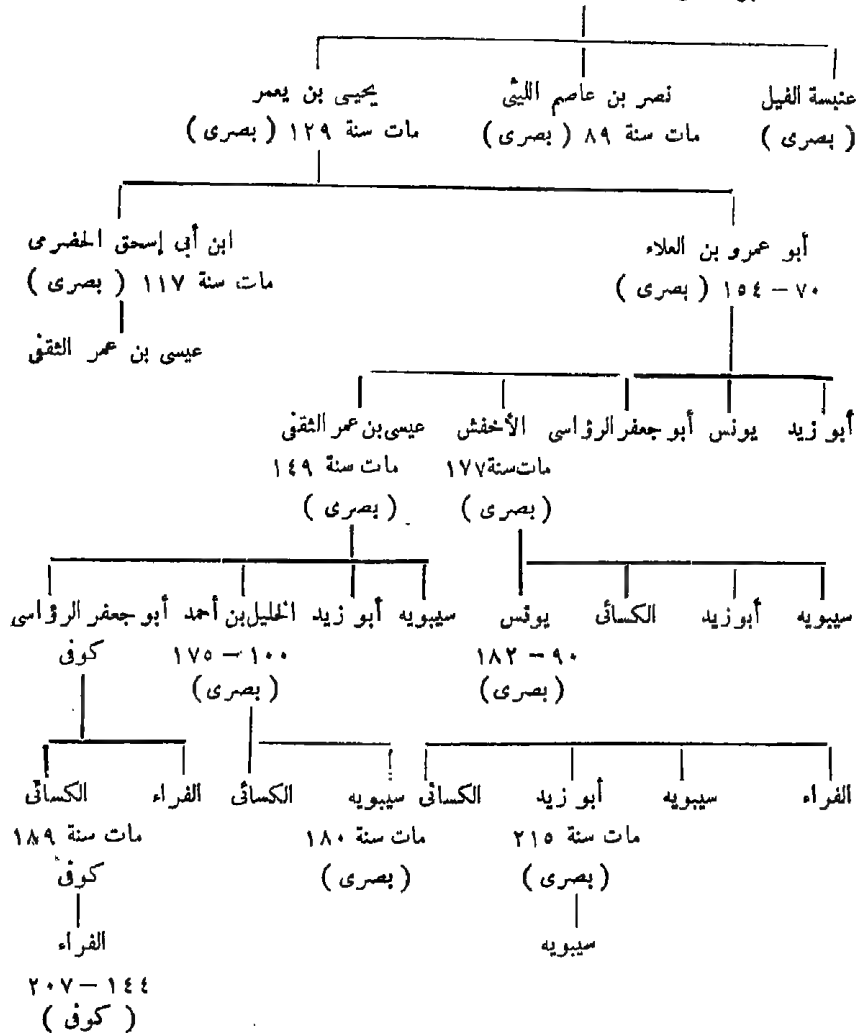 عنبسة الفيل نصر بن عاصم الليثى يحيى بن يعمر
( بصرى ) مات سنة ٨٩ ( بصرى ) مات سنة ١٢٩ ( بصرى )
أبو عمرو بن العلاء ابن أبى إسحق الحضرمى
٧٠ – ١٥٤ ( بصرى ) مات سنة ١١٧ ( بصرى )
عيسى بن عمر الثقفى
أبو زيد يونس أبو جعفر الرؤاسى الأخفش عيسى بن عمر الثقفى
مات سنة ١٧٧ مات سنة ١٤٩
( بصرى ) ( بصرى )
سيبويه أبو زيد الكسائى يونس سيبويه أبو زيد الخليل بن أحمد أبو جعفر الرؤاسى
٩٠ – ١٨٢ ١٠٠ – ١٧٥ كوفى
( بصرى ) ( بصرى )
الفراء سيبويه أبو زيد الكسائى سيبويه الكسائى الفراء الكسائى
مات سنة ٢١٥ مات سنة ١٨٠ مات سنة ١٨٩
( بصرى ) ( بصرى ) كوفى
سيبويه الفراء
١٤٤ – ٢٠٧
( كوفى )